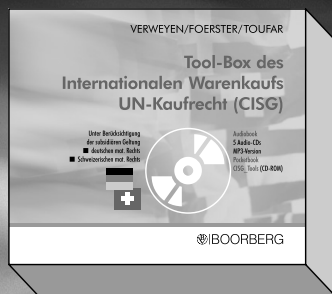 VERWEYEN/FOERSTER/TOUFAR
Tool-Box des
Internationalen Warenkaufs
UN-Kaufrecht (CISG)
Unter Berücksichtigung
der subsidiären Geltung
■ deutschen mat. Rechts
■ Schweizerischen mat. Rechts
Audiobook
5 Audio-CDs
MP3-Version
Pocketbook
CISG_Tools (CD-ROM)
BOORBERG